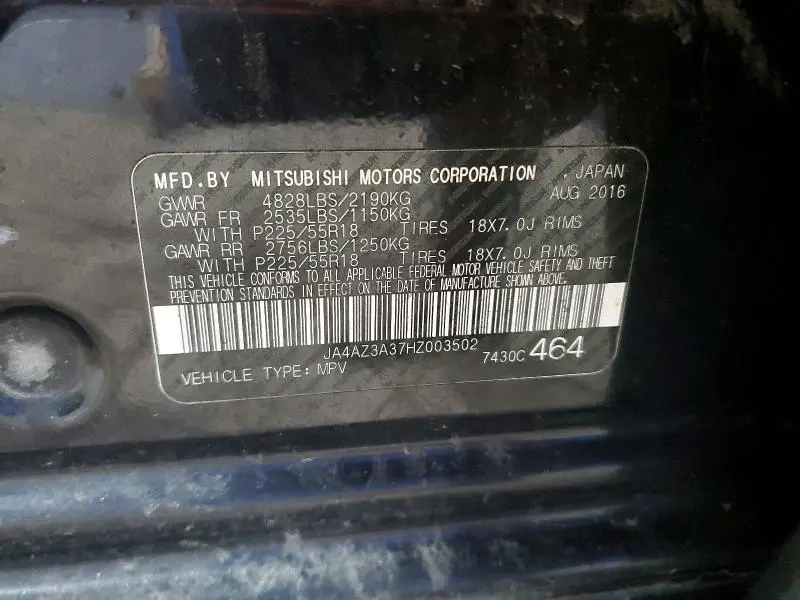 MFD.BY MITSUBISHI MOTORS CORPORATION , JAPAN
GWWR 4828LBS/2190KG AUG 2016
GAWR FR 2535LBS/1150KG
WITH P225/55R18 TIRES 18X7.0J RIMS
GAWR RR 2756LBS/1250KG
WITH P225/55R18 TIRES 18X7.0J RIMS
THIS VEHICLE CONFORMS TO ALL APPLICABLE FEDERAL MOTOR VEHICLE SAFETY AND THEFT
PREVENTION STANDARDS IN EFFECT ON THE DATE OF MANUFACTURE SHOWN ABOVE.
JA4AZ3A37HZ003502 7430C 464
VEHICLE TYPE: MPV